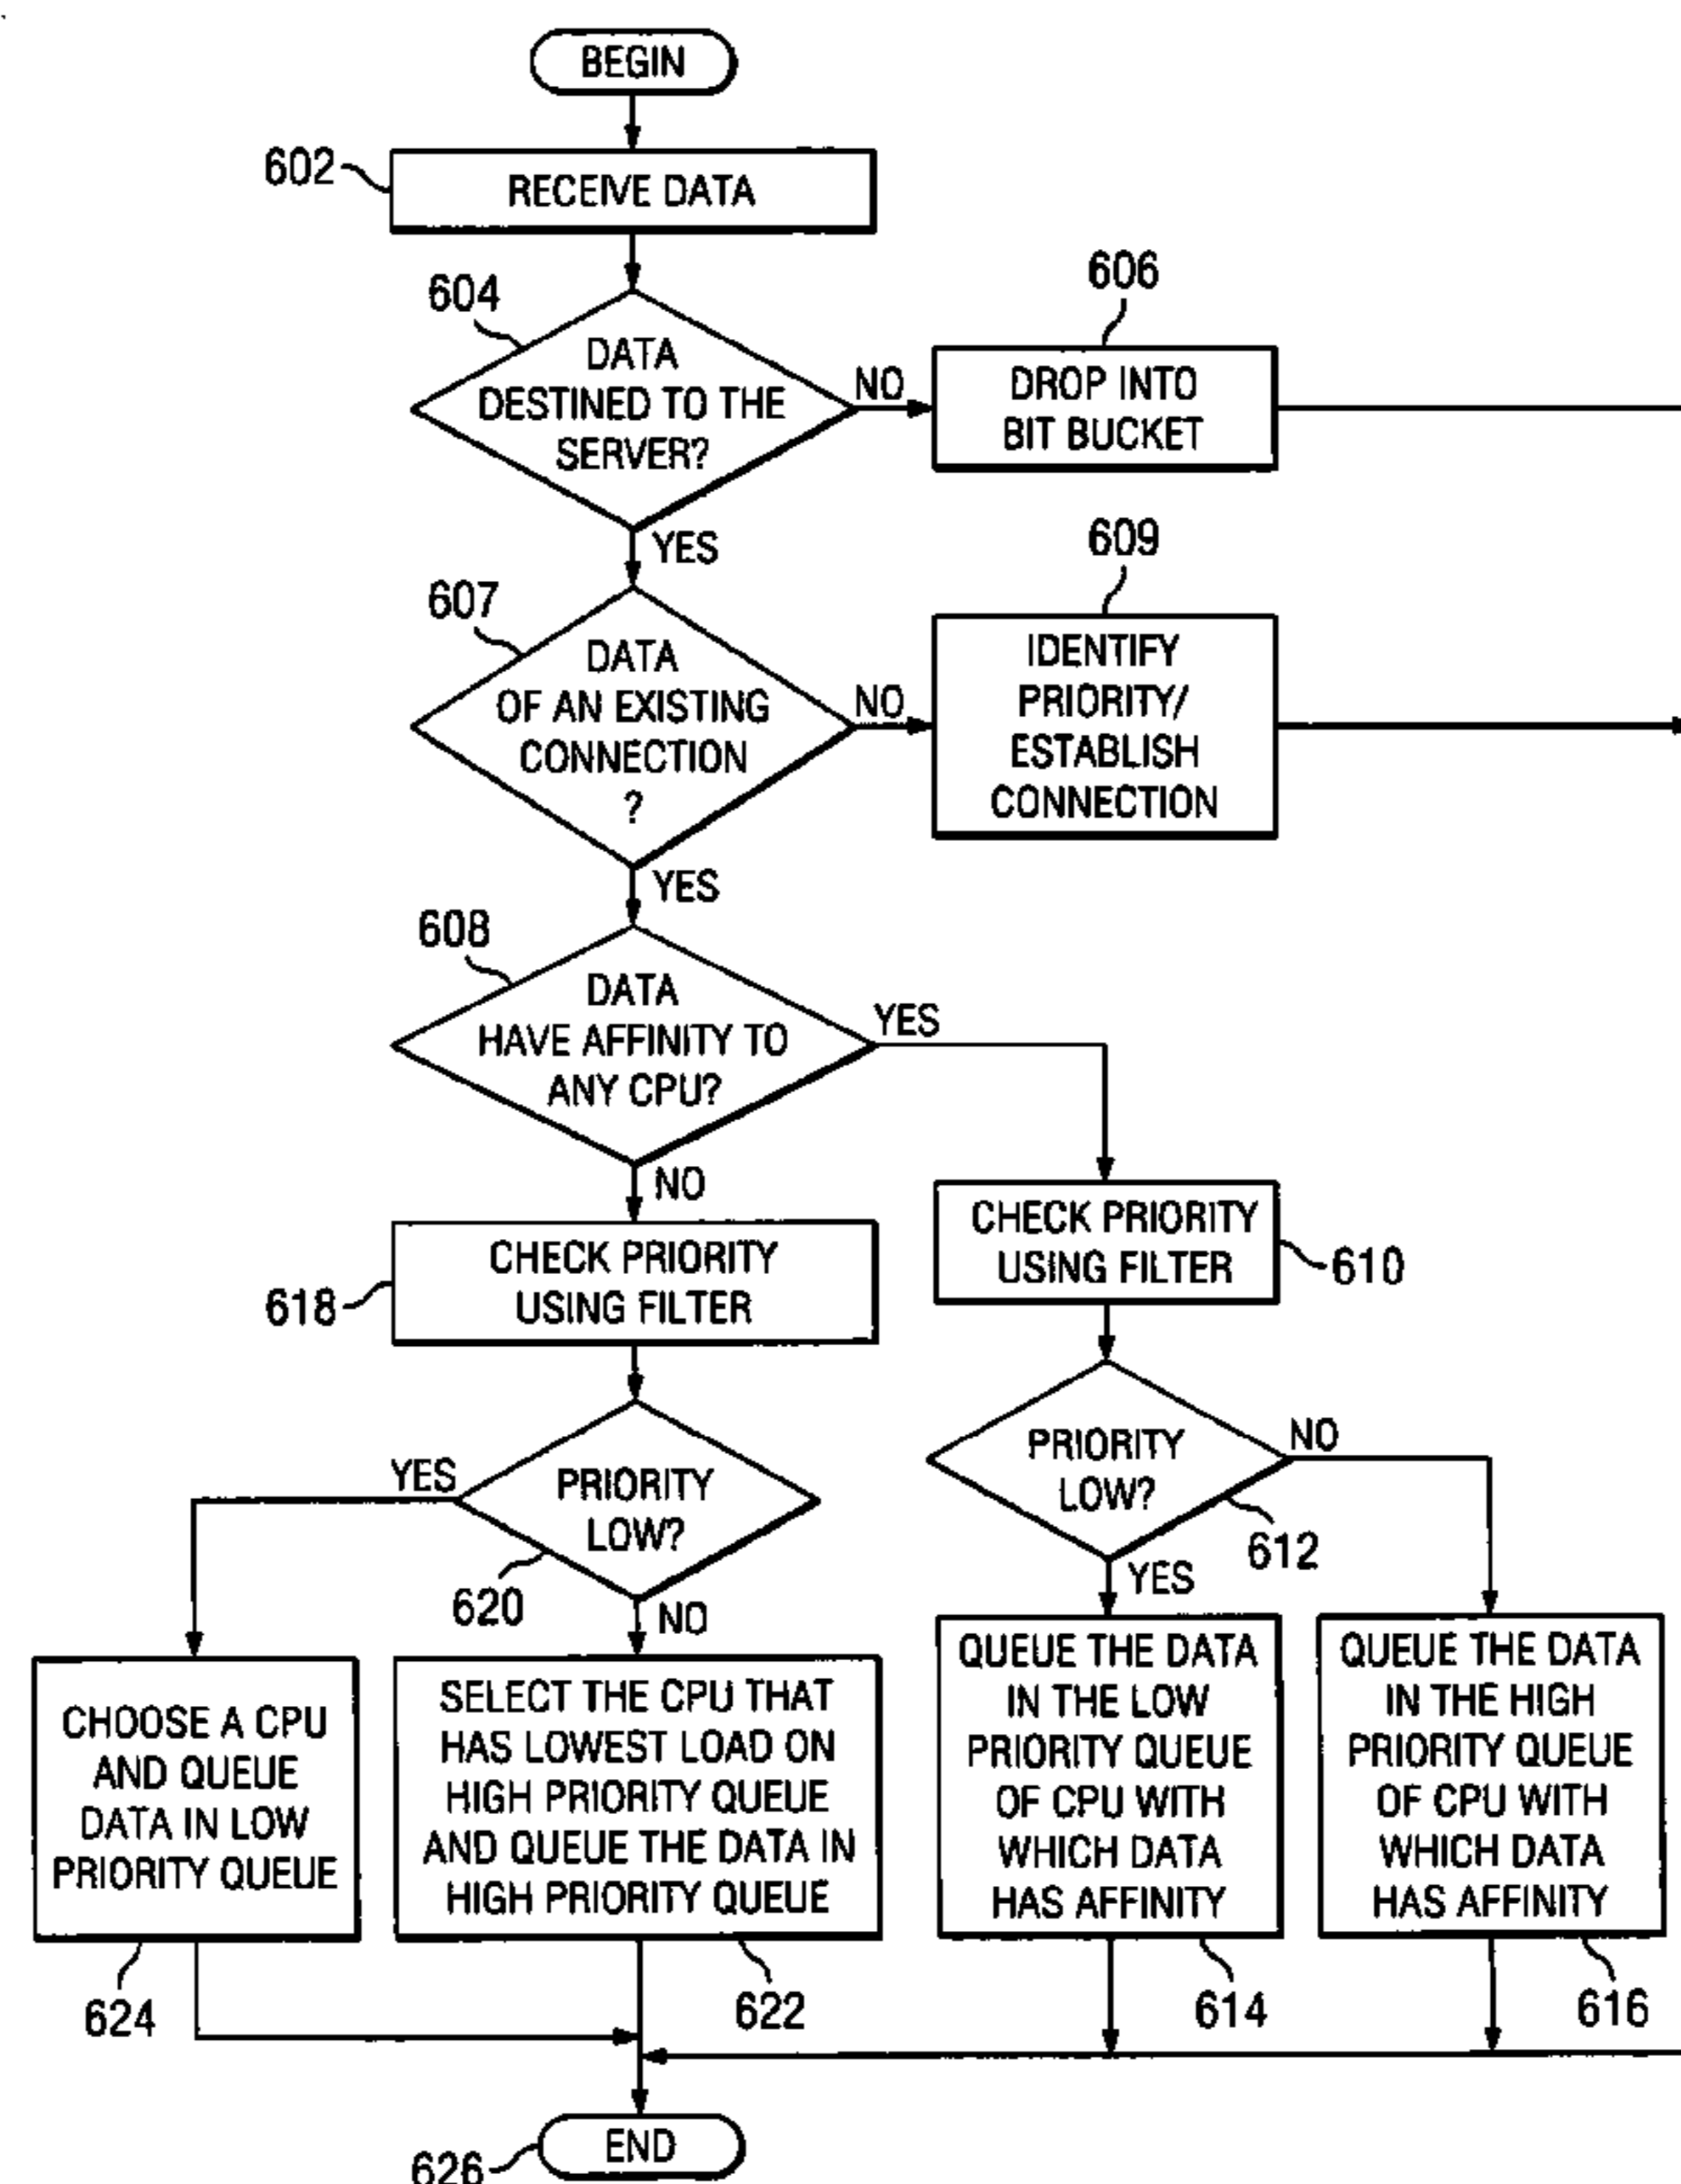 BEGIN
602
RECEIVE DATA
604
DATA
DESTINED TO THE
SERVER?
NO
606
DROP INTO
BIT BUCKET
YES
607
DATA
OF AN EXISTING
CONNECTION
?
NO
609
IDENTIFY
PRIORITY/
ESTABLISH
CONNECTION
YES
608
DATA
HAVE AFFINITY TO
ANY CPU?
YES
NO
618
CHECK PRIORITY
USING FILTER
CHECK PRIORITY
USING FILTER
610
YES
PRIORITY
LOW?
620
NO
PRIORITY
LOW?
NO
612
YES
CHOOSE A CPU
AND QUEUE
DATA IN LOW
PRIORITY QUEUE
624
SELECT THE CPU THAT
HAS LOWEST LOAD ON
HIGH PRIORITY QUEUE
AND QUEUE THE DATA IN
HIGH PRIORITY QUEUE
622
QUEUE THE DATA
IN THE LOW
PRIORITY QUEUE
OF CPU WITH
WHICH DATA
HAS AFFINITY
614
QUEUE THE DATA
IN THE HIGH
PRIORITY QUEUE
OF CPU WITH
WHICH DATA
HAS AFFINITY
616
END
626